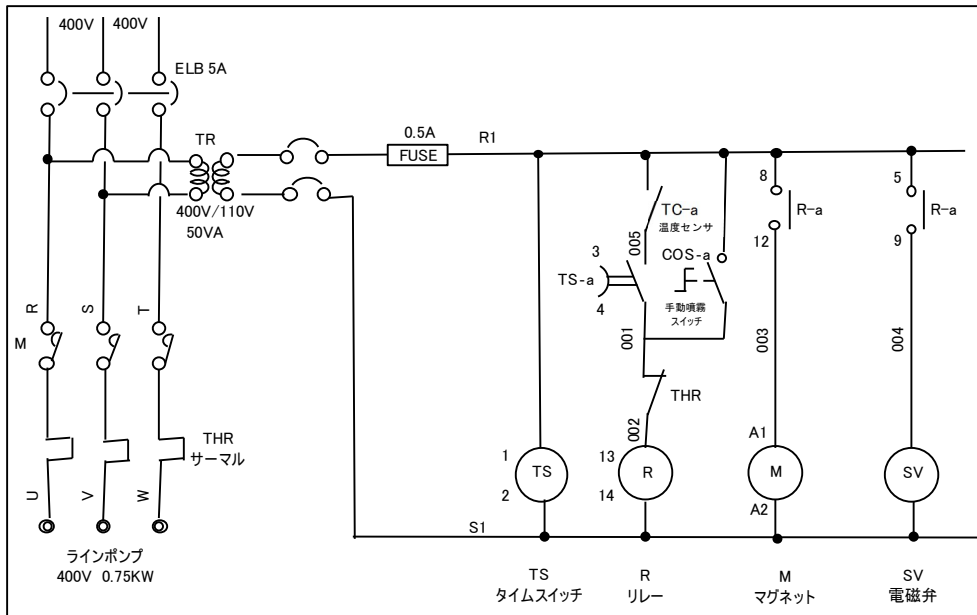 400V 400V
ELB 5A
TR
400V/110V
50VA
0.5A
FUSE
R1
R
S
T
M
THR
サーマル
U
V
W
ラインポンプ
400V 0.75KW
TC-a
温度センサ
005
3
TS-a
4
COS-a
手動噴霧
スイッチ
001
THR
002
8
R-a
12
003
5
R-a
9
004
1
TS
2
13
R
14
A1
M
A2
SV
S1
TS
タイムスイッチ
R
リレー
M
マグネット
SV
電磁弁